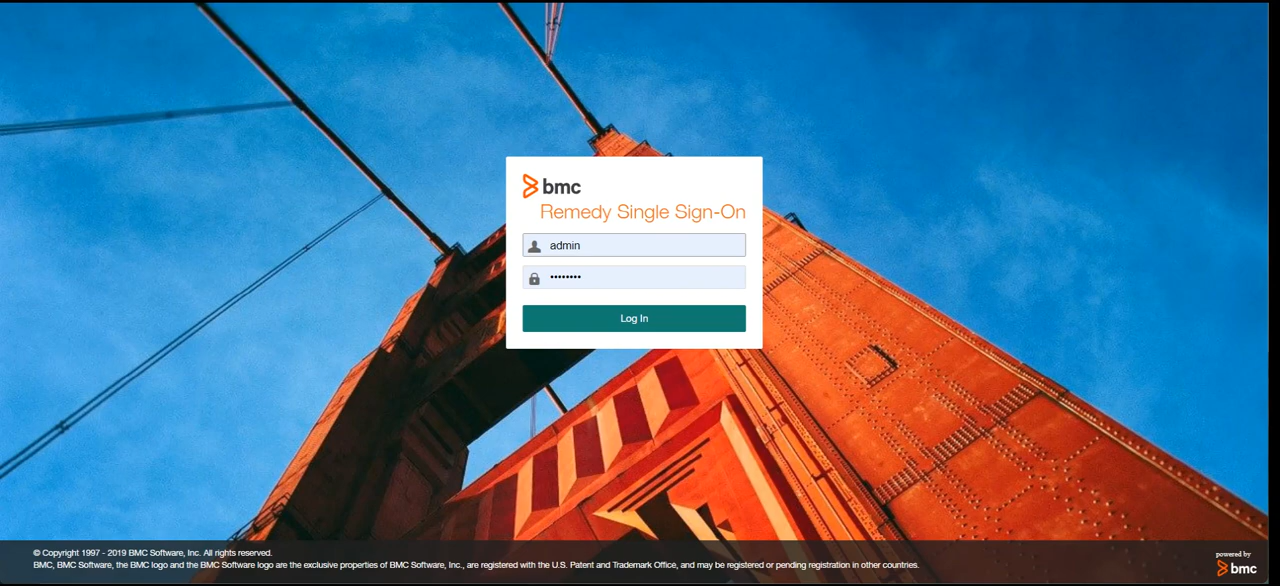 bmc
Remedy Single Sign-On
admin
••••••••
Log In
© Copyright 1997 - 2019 BMC Software, Inc. All rights reserved.
BMC, BMC Software, the BMC logo and the BMC Software logo are the exclusive properties of BMC Software, Inc., are registered with the U.S. Patent and Trademark Office, and may be registered or pending registration in other countries.
powered by
bmc